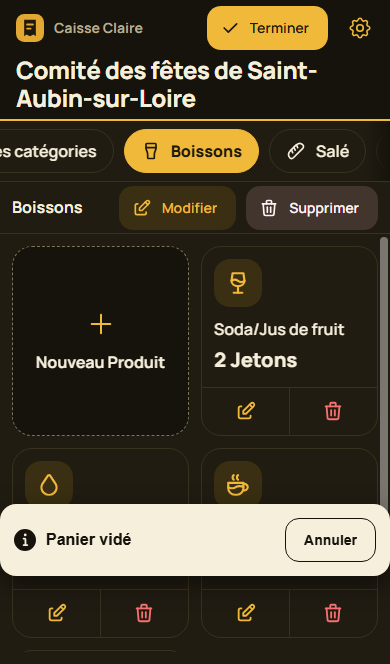 Caisse Claire
Terminer
Comité des fêtes de Saint-
Aubin-sur-Loire
es catégories
Boissons
Salé
Boissons
Modifier
Supprimer
Nouveau Produit
Soda/Jus de fruit
2 Jetons
Panier vidé
Annuler